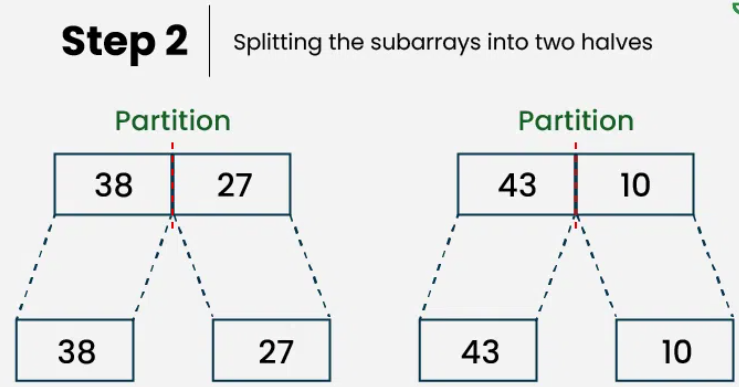 Step 2
Splitting the subarrays into two halves
Partition Partition
38 27 43 10
38 27 43 10